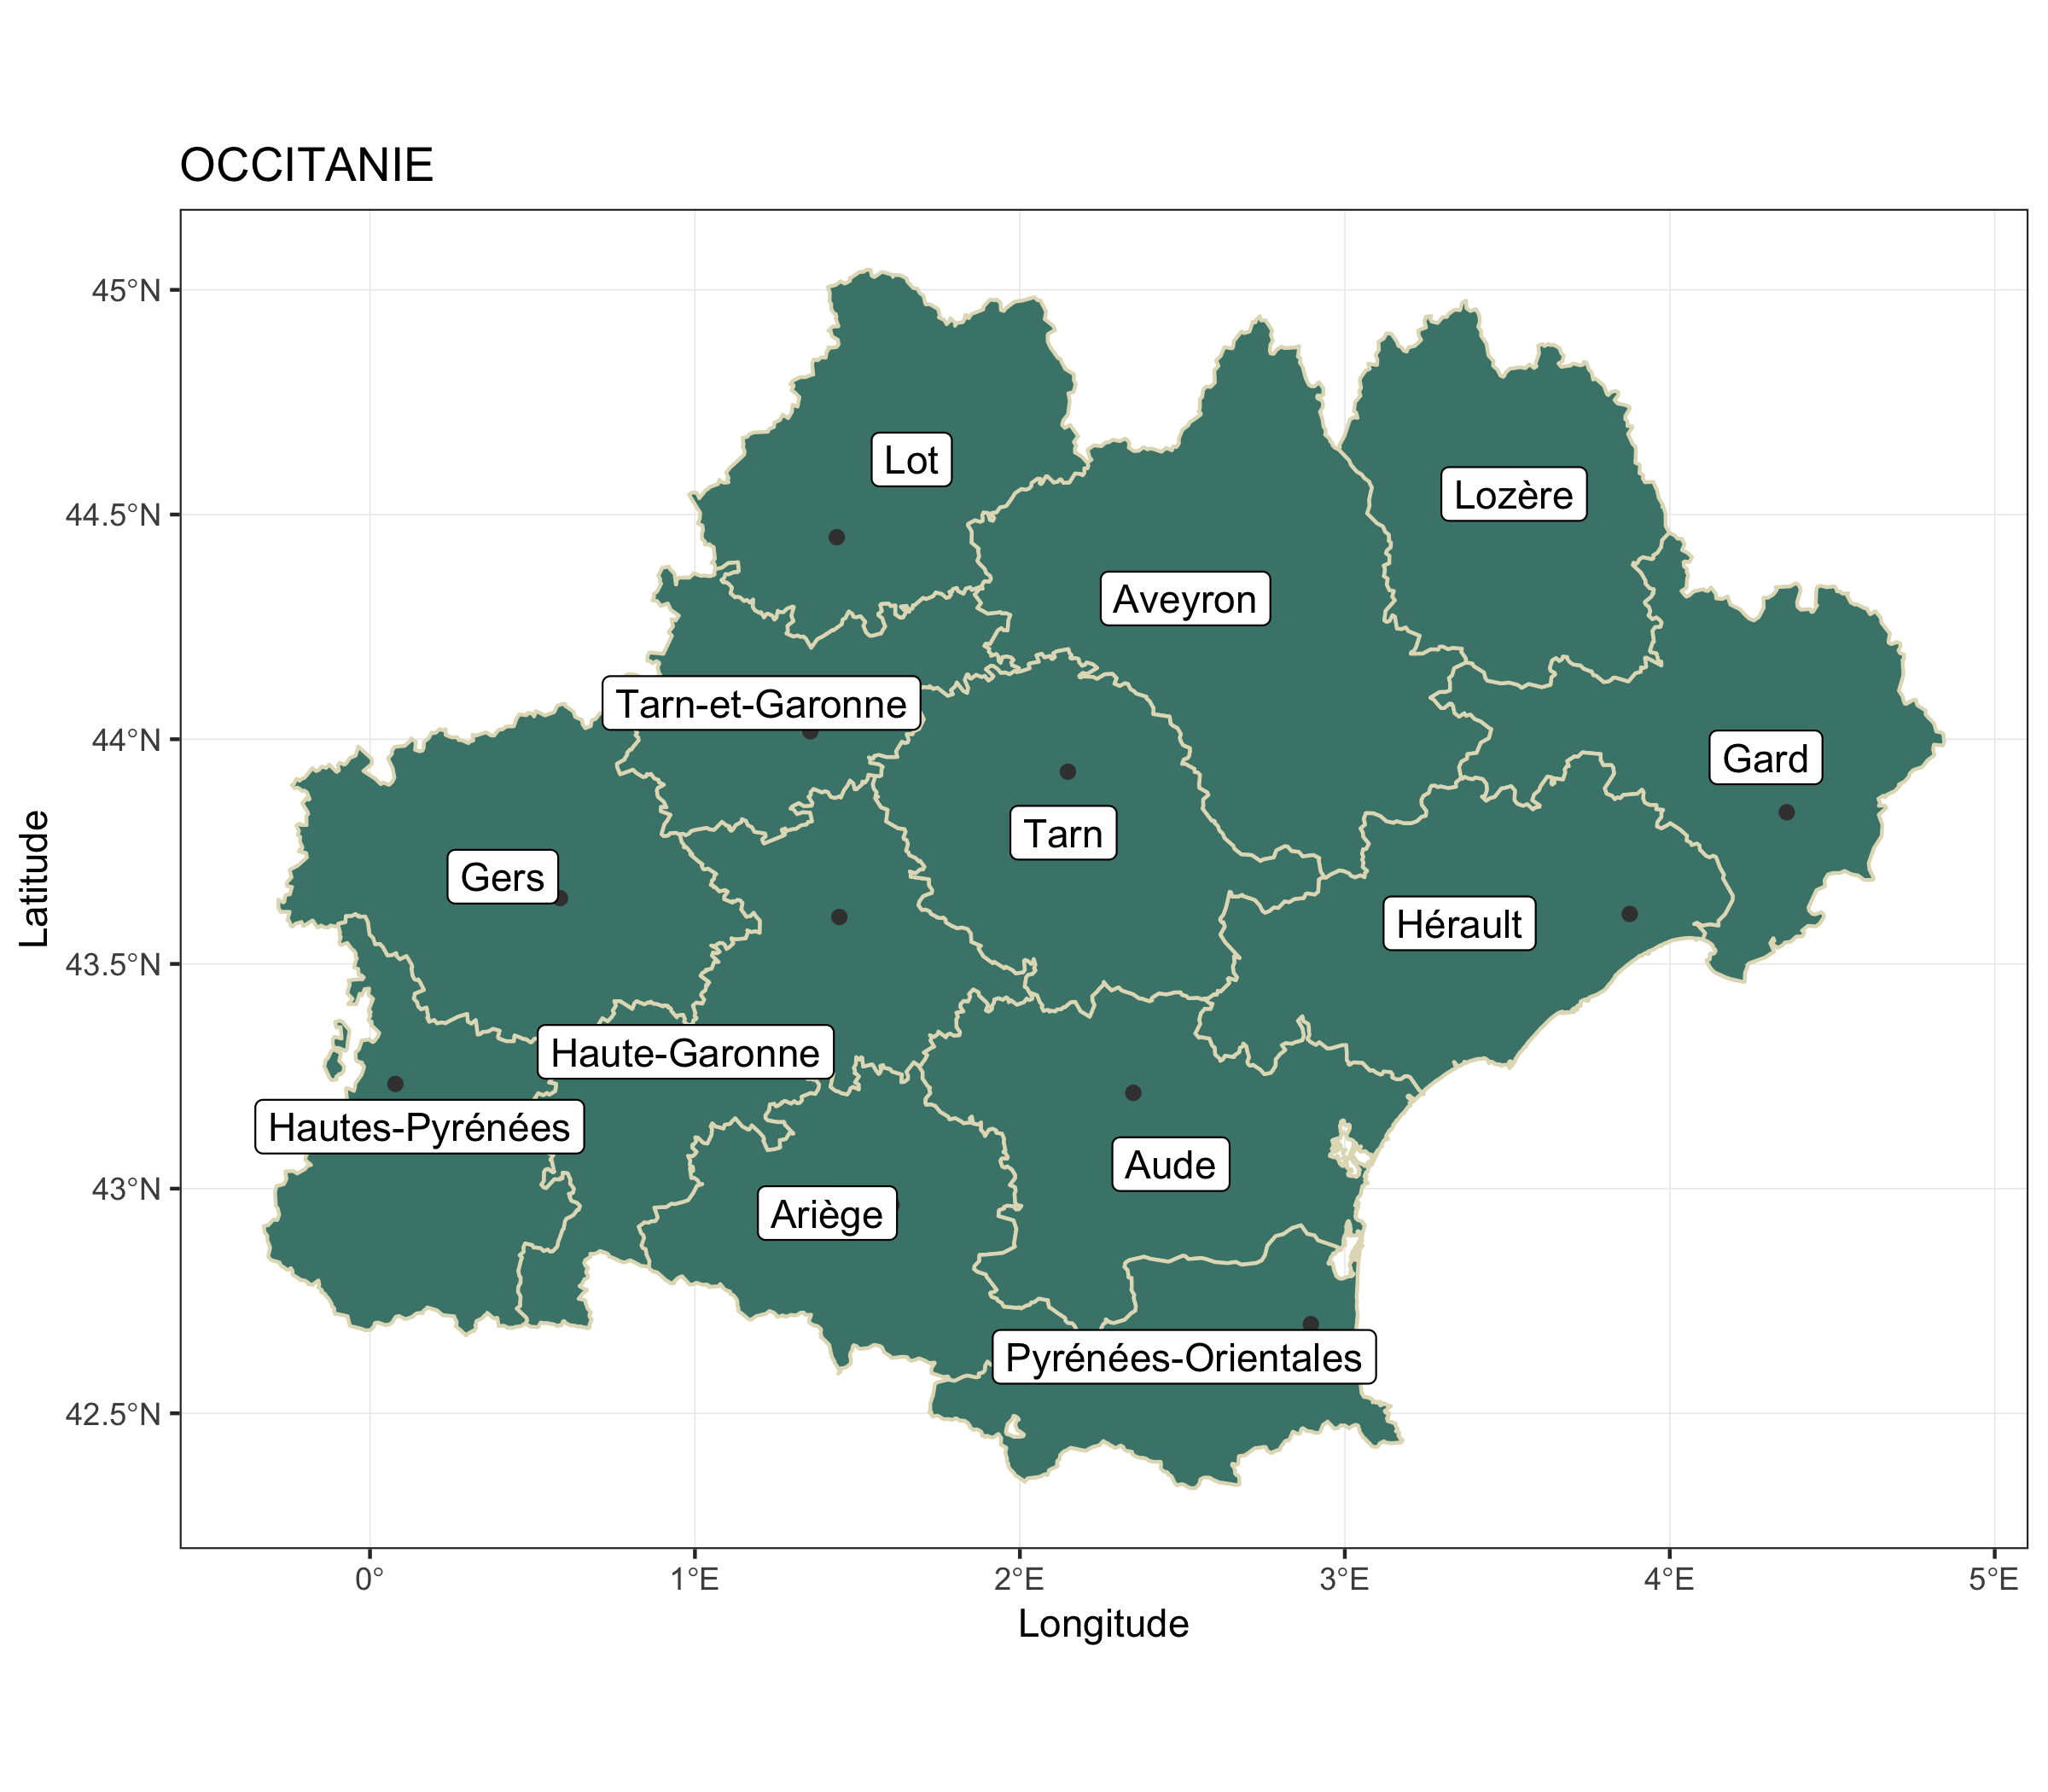 OCCITANIE
45°N
44.5°N
44°N
43.5°N
43°N
42.5°N
Latitude
Lot
Lozère
Aveyron
Tarn-et-Garonne
Gard
Tarn
Gers
Hérault
Haute-Garonne
Hautes-Pyrénées
Aude
Ariège
Pyrénées-Orientales
0°
1°E
2°E
3°E
4°E
5°E
Longitude